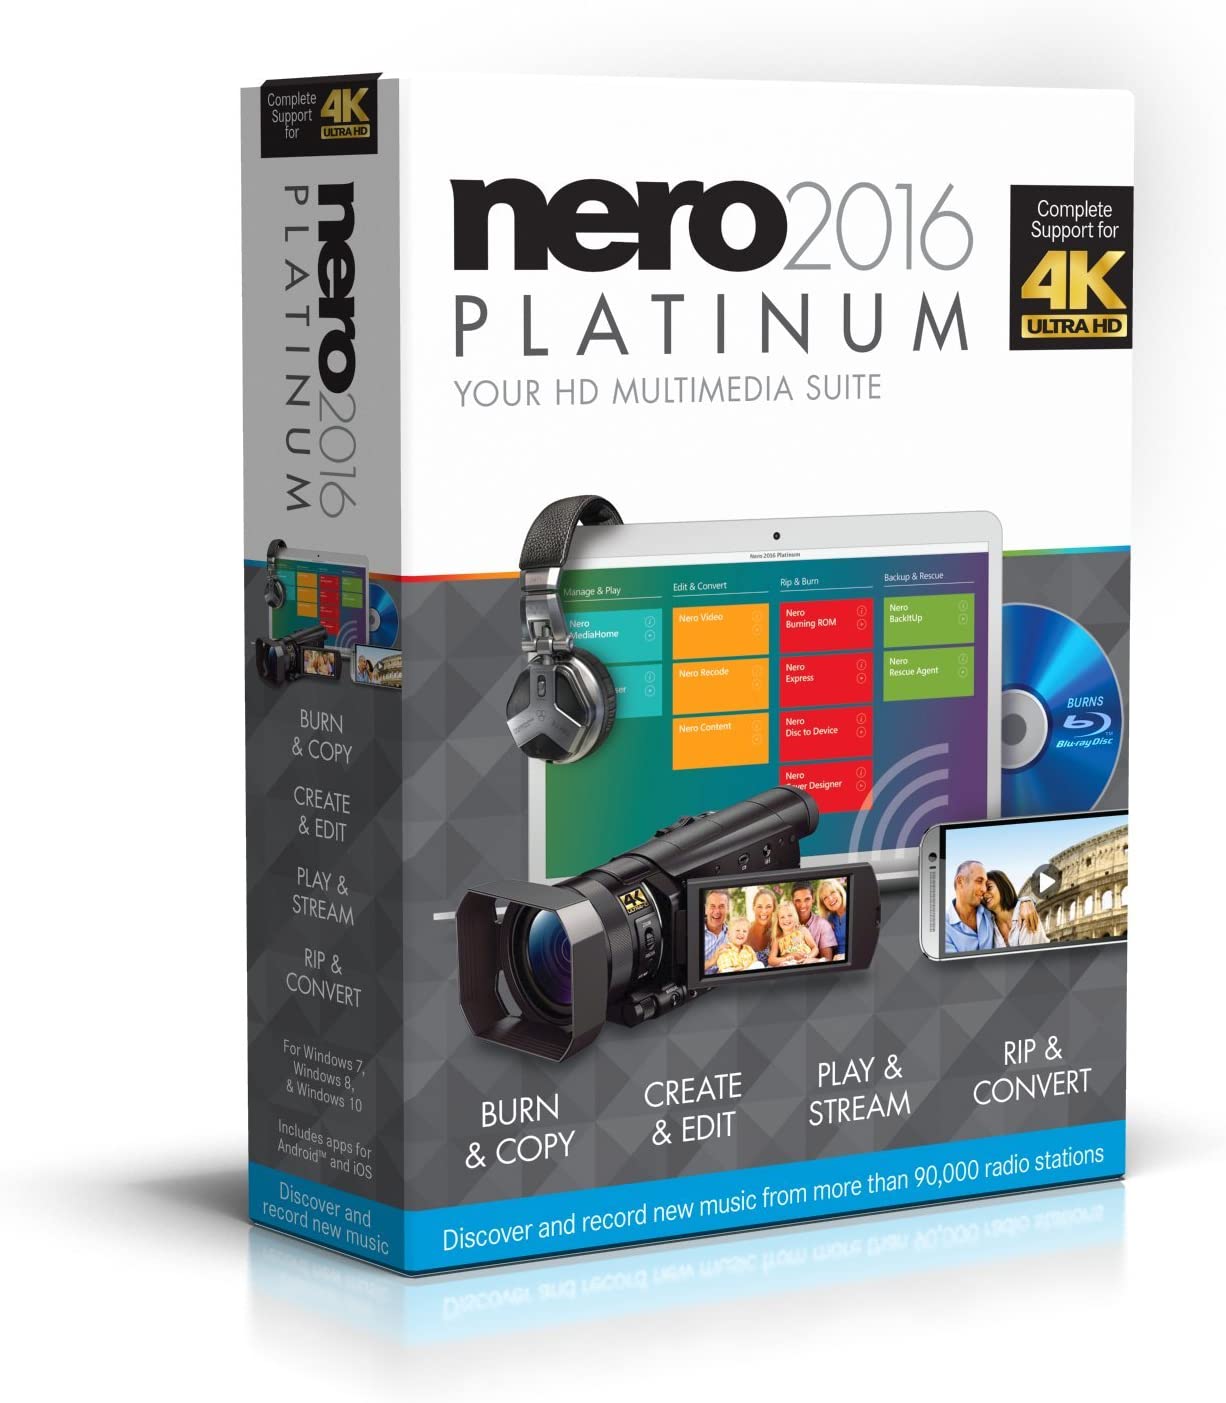 Complete
Support
for
4K
ULTRA HD
nero2016
PLATINUM
BURN
& COPY
CREATE
& EDIT
PLAY &
STREAM
RIP &
CONVERT
For Windows 7,
Windows 8,
& Windows 10
Includes apps for
Android™ and iOS
Discover and
record new music
nero2016
PLATINUM
YOUR HD MULTIMEDIA SUITE
Complete
Support for
4K
ULTRA HD
Nero 2016 Platinum
Manage & Play
Edit & Convert
Rip & Burn
Backup & Rescue
Nero
MediaHome
Nero Video
Nero
Burning ROM
Nero
BackItUp
Nero Recode
Nero
Express
Nero
Rescue Agent
Nero Content
Nero
Disc to Device
Nero
Designer
BURNS
Blu-ray Disc
TM
4K
BURN
& COPY
CREATE
& EDIT
PLAY &
STREAM
RIP &
CONVERT
Discover and record new music from more than 90,000 radio stations